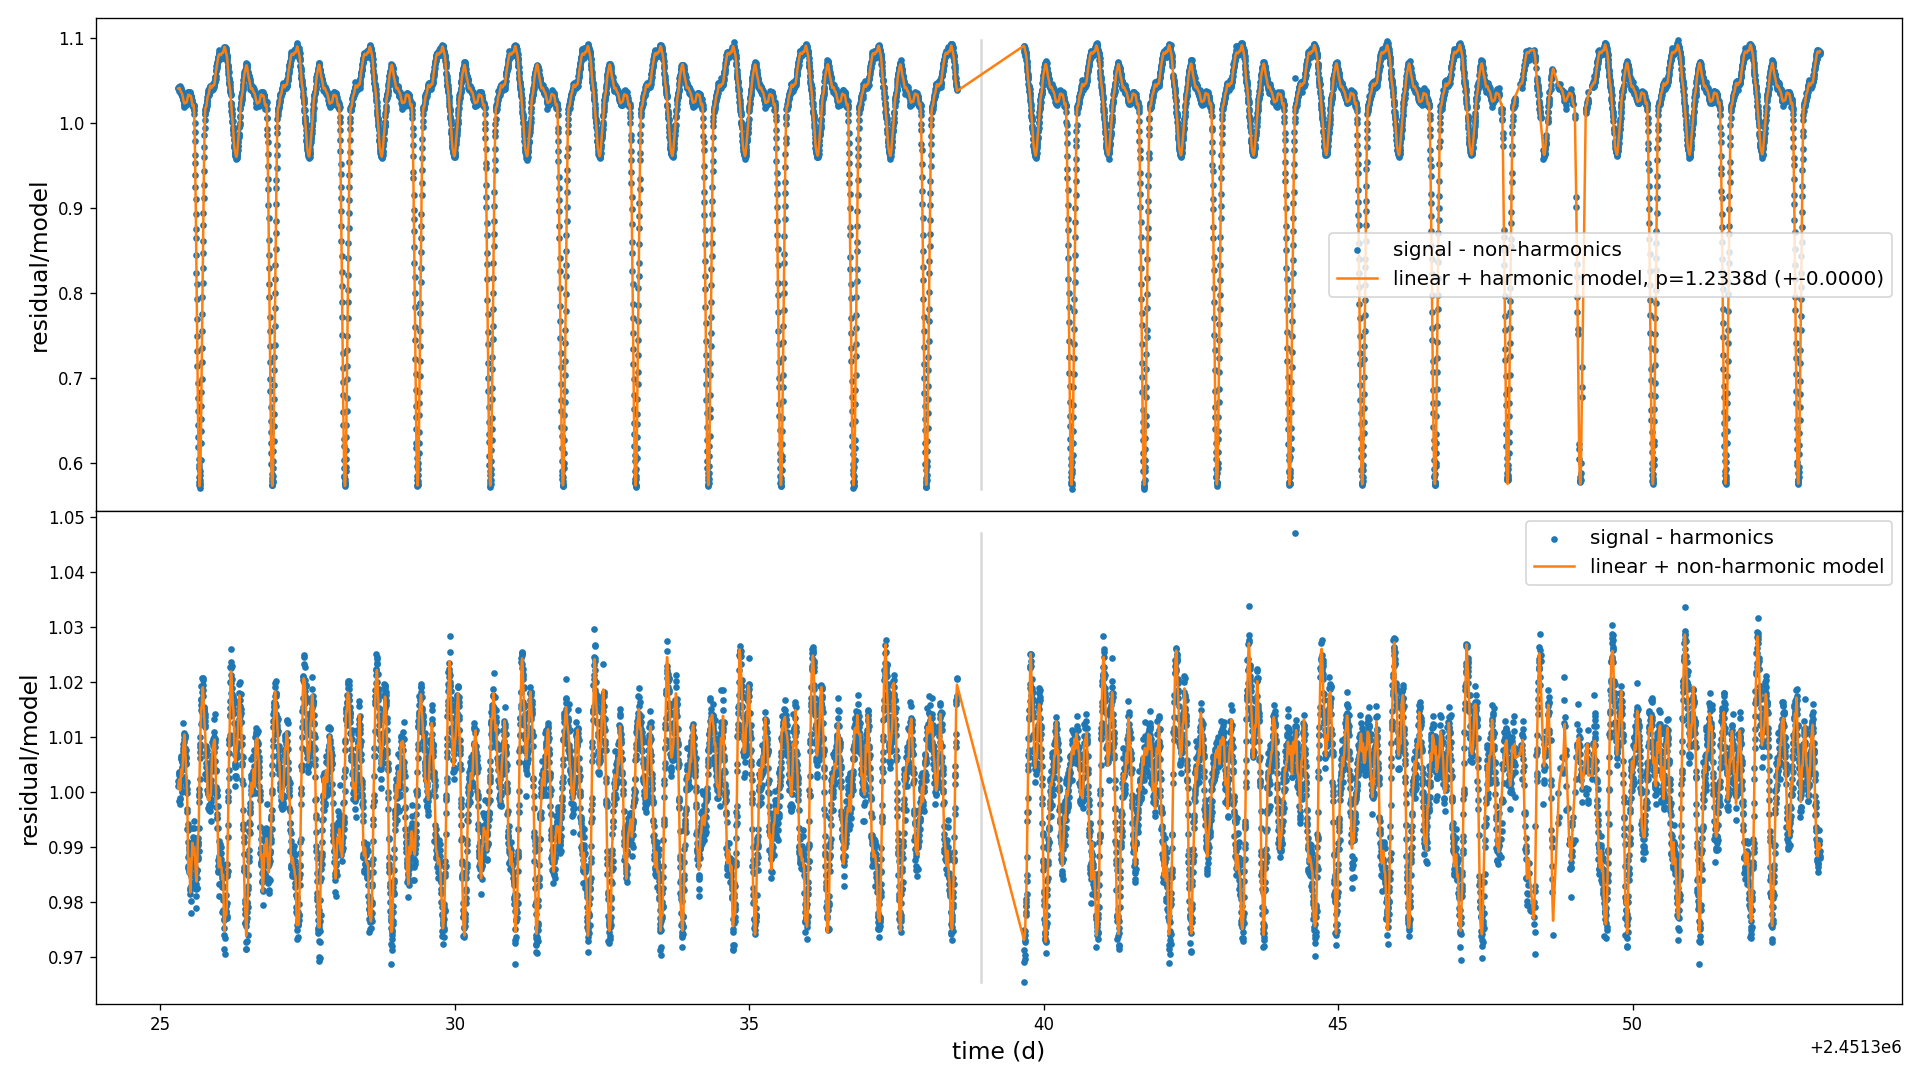 1.1
1.0
0.9
0.8
0.7
0.6
residual/model
signal - non-harmonics
linear + harmonic model, p=1.2338d (+-0.0000)
1.05
1.04
1.03
1.02
1.01
1.00
0.99
0.98
0.97
residual/model
signal - harmonics
linear + non-harmonic model
25
30
35
40
45
50
time (d)
+2.4513e6